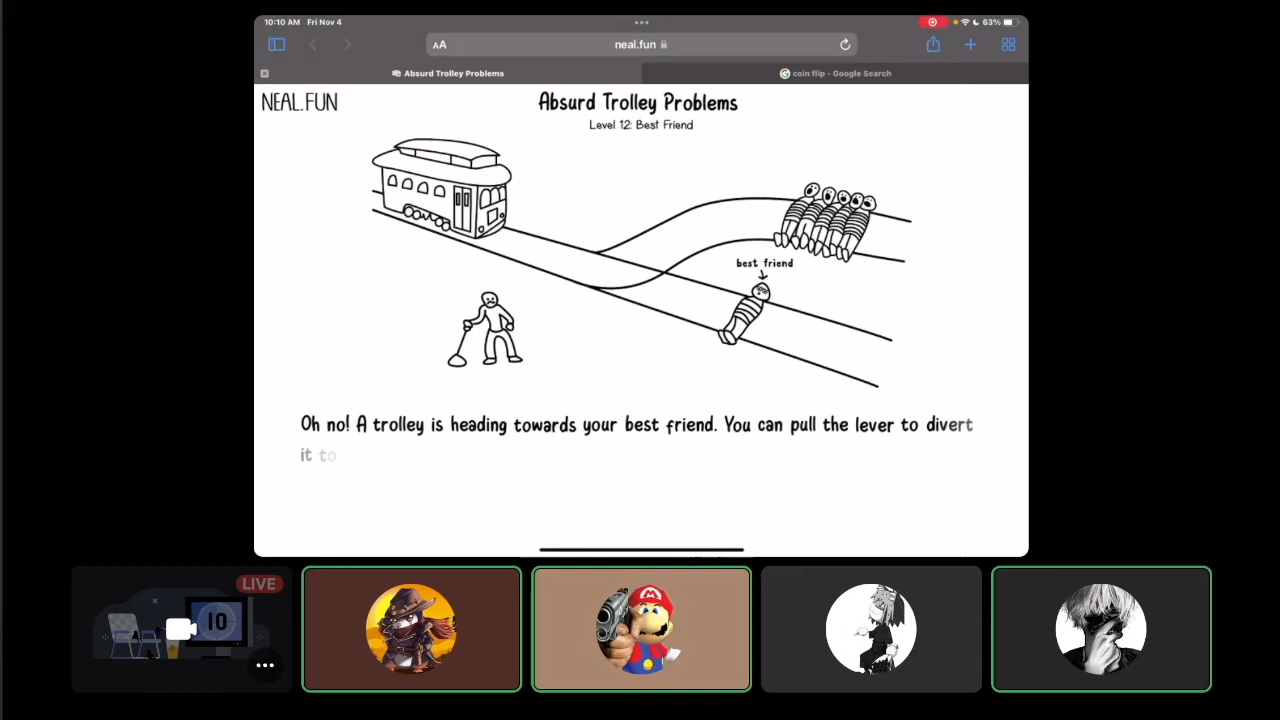 10:10 AM Fri Nov 4
63%
AA
neal.fun
Absurd Trolley Problems
coin flip - Google Search
NEAL.FUN
Absurd Trolley Problems
Level 12: Best Friend
best friend
Oh no! A trolley is heading towards your best friend. You can pull the lever to divert
it to
LIVE
10
M